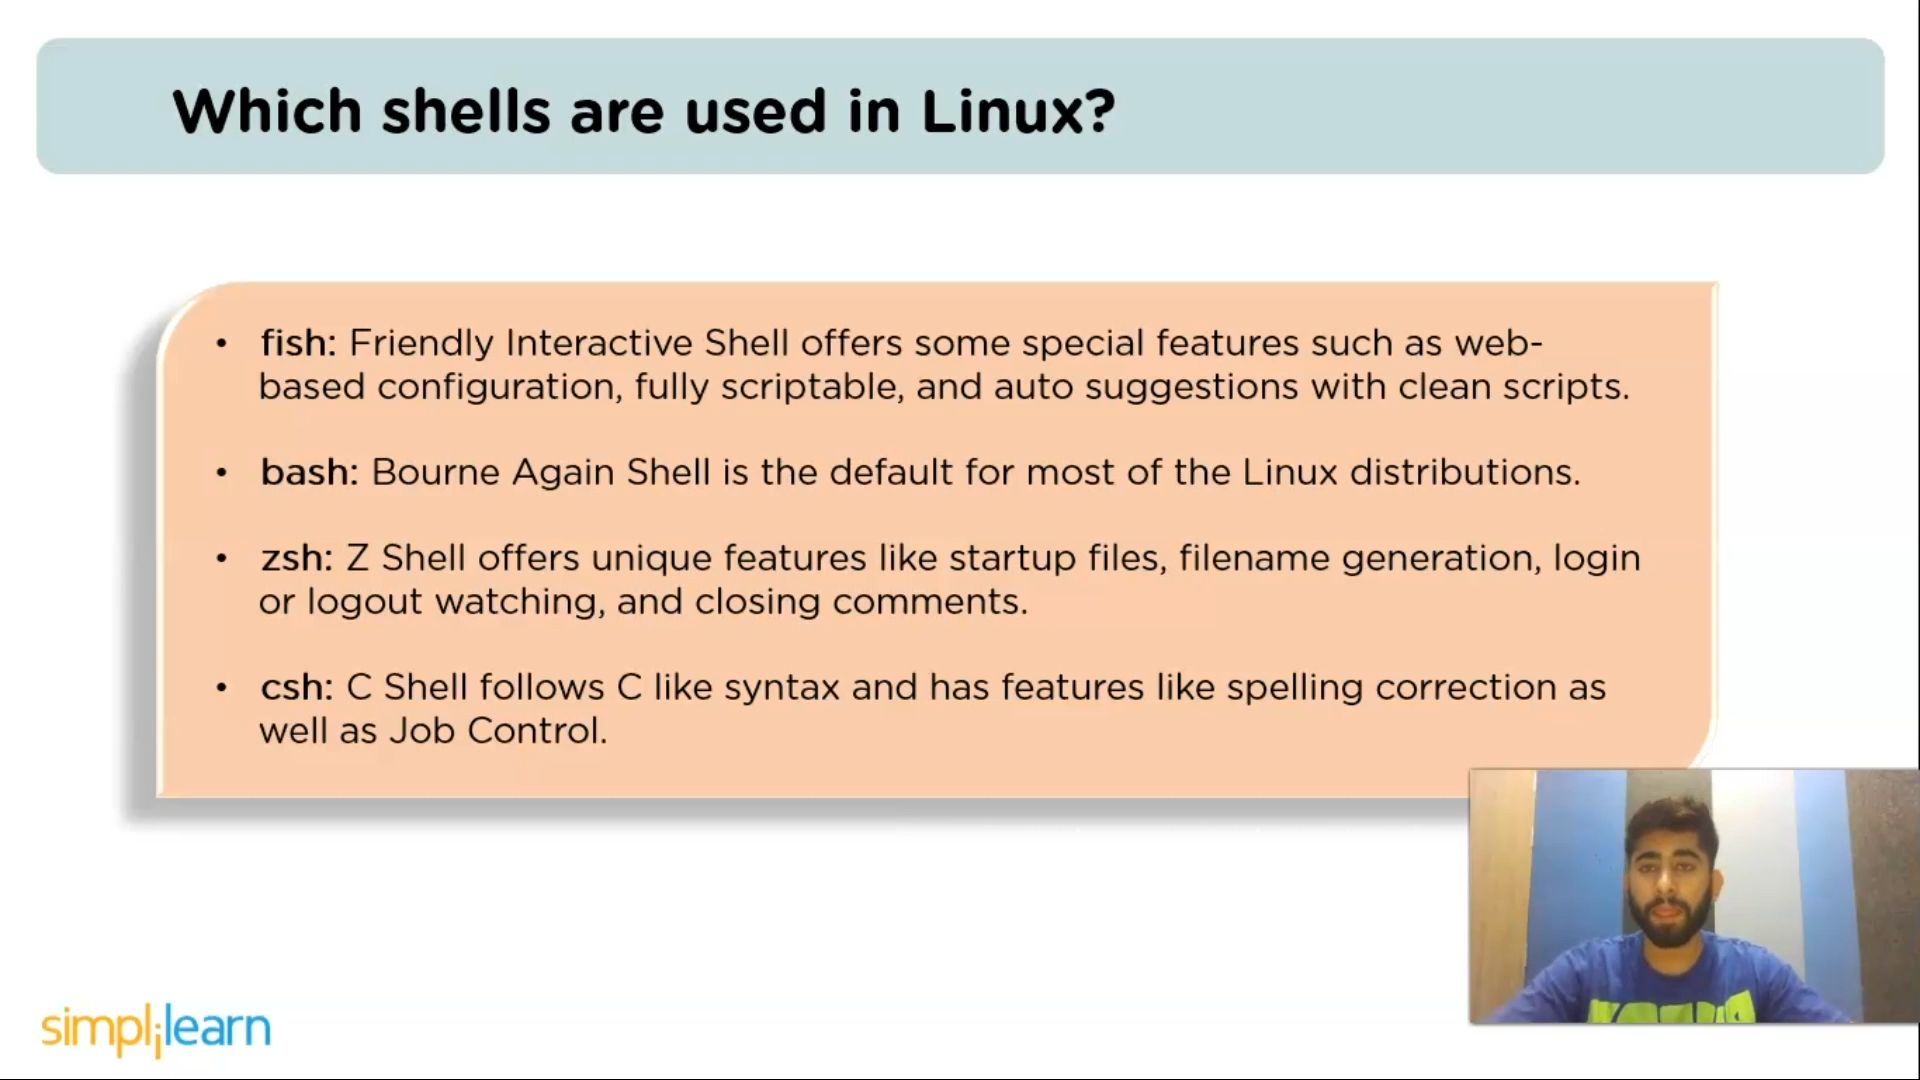 Which shells are used in Linux?
• fish: Friendly Interactive Shell offers some special features such as web-
based configuration, fully scriptable, and auto suggestions with clean scripts.
• bash: Bourne Again Shell is the default for most of the Linux distributions.
• zsh: Z Shell offers unique features like startup files, filename generation, login
or logout watching, and closing comments.
• csh: C Shell follows C like syntax and has features like spelling correction as
well as Job Control.
simplilearn